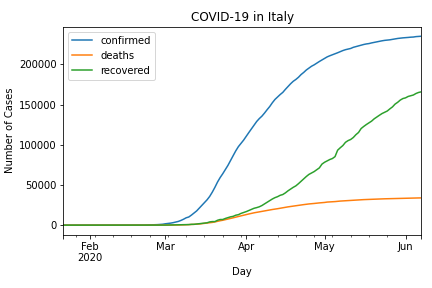 COVID-19 in Italy
confirmed
deaths
recovered
Number of Cases
200000
150000
100000
50000
0
Feb
2020
Mar
Apr
May
Jun
Day